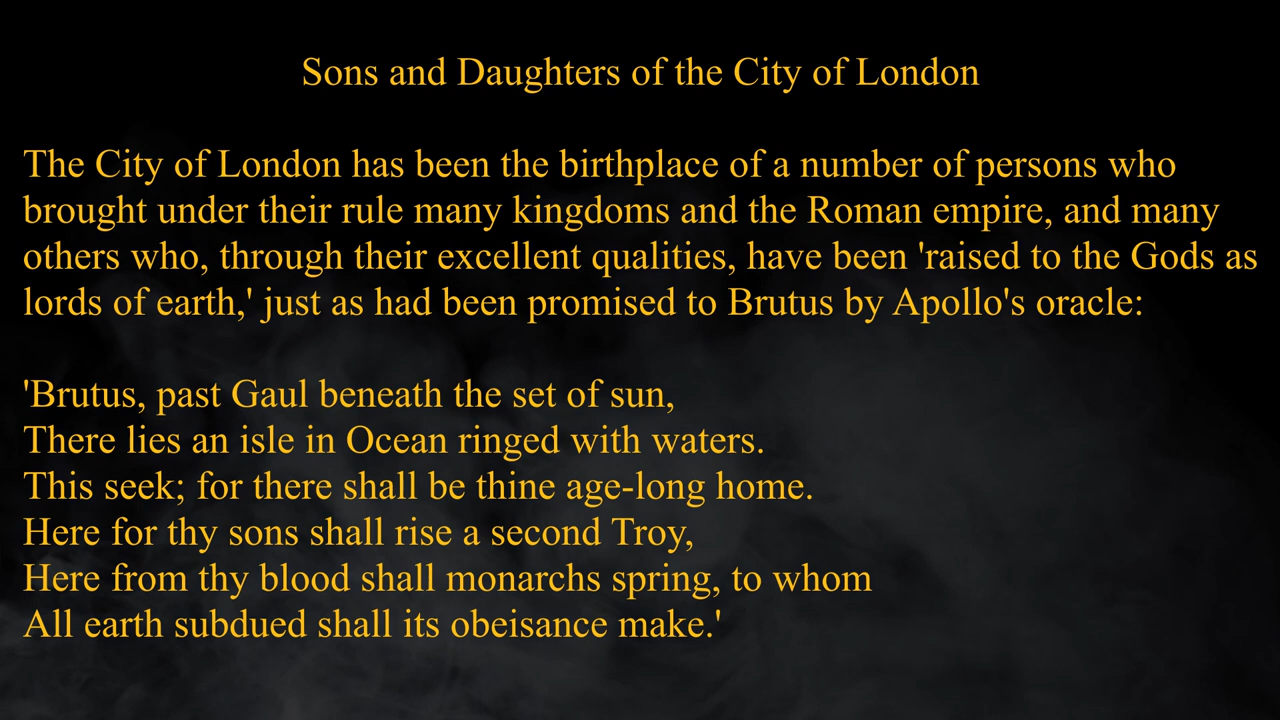 Sons and Daughters of the City of London
The City of London has been the birthplace of a number of persons who
brought under their rule many kingdoms and the Roman empire, and many
others who, through their excellent qualities, have been 'raised to the Gods as
lords of earth,' just as had been promised to Brutus by Apollo's oracle:
'Brutus, past Gaul beneath the set of sun,
There lies an isle in Ocean ringed with waters.
This seek; for there shall be thine age-long home.
Here for thy sons shall rise a second Troy,
Here from thy blood shall monarchs spring, to whom
All earth subdued shall its obeisance make.'